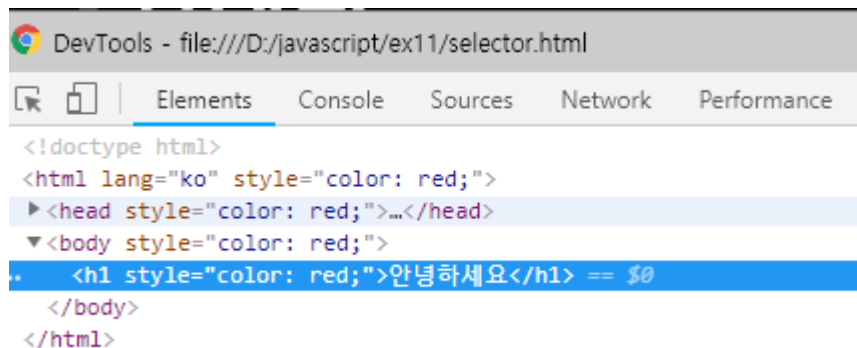 DevTools - file:///D:/javascript/ex11/selector.html
Elements Console Sources Network Performance
<!doctype html>
<html lang="ko" style="color: red;">
▶<head style="color: red;">…</head>
▼<body style="color: red;">
.. <h1 style="color: red;">안녕하세요</h1> == $0
</body>
</html>